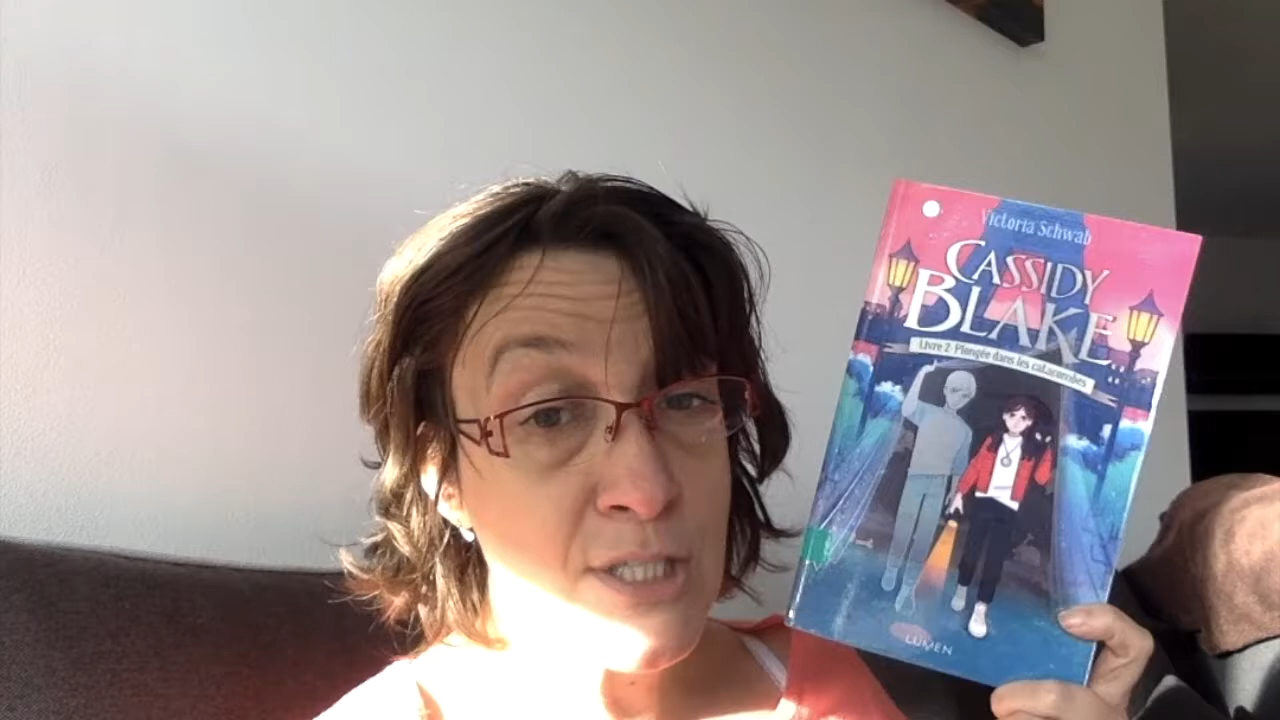 Victoria Schwab
CASSIDY
BLAKE
Livre 2: Plongée dans les catacombes
LUMEN